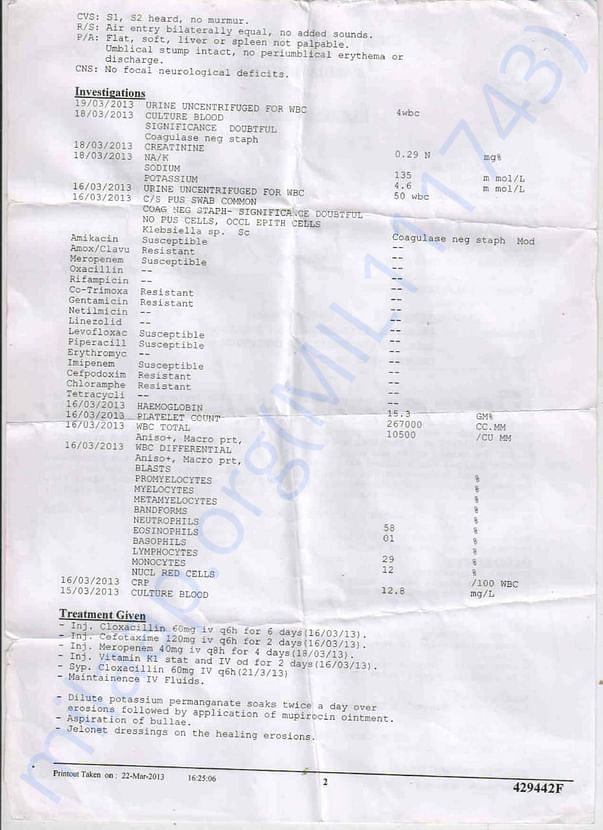 CVS: S1, S2 heard, no murmur.
R/S: Air entry bilaterally equal, no added sounds.
P/A: Flat, soft, liver or spleen not palpable.
Umblical stump intact, no periumblical erythema or
discharge.
CNS: No focal neurological deficits.
Investigations
19/03/2013 URINE UNCENTRIFUGED FOR WBC 4wbc
18/03/2013 CULTURE BLOOD
SIGNIFICANCE DOUBTFUL
Coagulase neg staph
18/03/2013 CREATININE 0.29 N mg%
18/03/2013 NA/K
SODIUM 135 m mol/L
POTASSIUM 4.6 m mol/L
16/03/2013 URINE UNCENTRIFUGED FOR WBC 50 wbc
16/03/2013 C/S PUS SWAB COMMON
COAG NEG STAPH- SIGNIFICANCE DOUBTFUL
NO PUS CELLS, OCCL EPITH CELLS
Klebsiella sp. Sc Coagulase neg staph Mod
Amikacin Susceptible --
Amox/Clavu Resistant --
Meropenem Susceptible --
Oxacillin -- --
Rifampicin -- --
Co-Trimoxa Resistant --
Gentamicin Resistant --
Netilmicin -- --
Linezolid -- --
Levofloxac Susceptible --
Piperacill Susceptible --
Erythromyc -- --
Imipenem Susceptible --
Cefpodoxim Resistant --
Chloramphe Resistant --
Tetracycli -- --
16/03/2013 HAEMOGLOBIN 15.3 GM%
16/03/2013 PLATELET COUNT 267000 CC.MM
16/03/2013 WBC TOTAL 10500 /CU MM
Aniso+, Macro prt,
16/03/2013 WBC DIFFERENTIAL
Aniso+, Macro prt,
BLASTS %
PROMYELOCYTES %
MYELOCYTES %
METAMYELOCYTES %
BANDFORMS %
NEUTROPHILS 58 %
EOSINOPHILS 01 %
BASOPHILS %
LYMPHOCYTES 29 %
MONOCYTES 12 %
NUCL RED CELLS /100 WBC
16/03/2013 CRP 12.8 mg/L
15/03/2013 CULTURE BLOOD
Treatment Given
- Inj. Cloxacillin 60mg iv q6h for 6 days(16/03/13).
- Inj. Cefotaxime 120mg iv q6h for 2 days(16/03/13).
- Inj. Meropenem 40mg iv q8h for 4 days(18/03/13).
- Inj. Vitamin K1 stat and IV od for 2 days(16/03/13).
- Syp. Cloxacillin 60mg IV q6h(21/3/13)
- Maintainence IV Fluids.
- Dilute potassium permanganate soaks twice a day over
erosions followed by application of mupirocin ointment.
- Aspiration of bullae.
- Jelonet dressings on the healing erosions.
Printout Taken on : 22-Mar-2013 16:25:06
2
429442F
milaap.org(MIL111743)